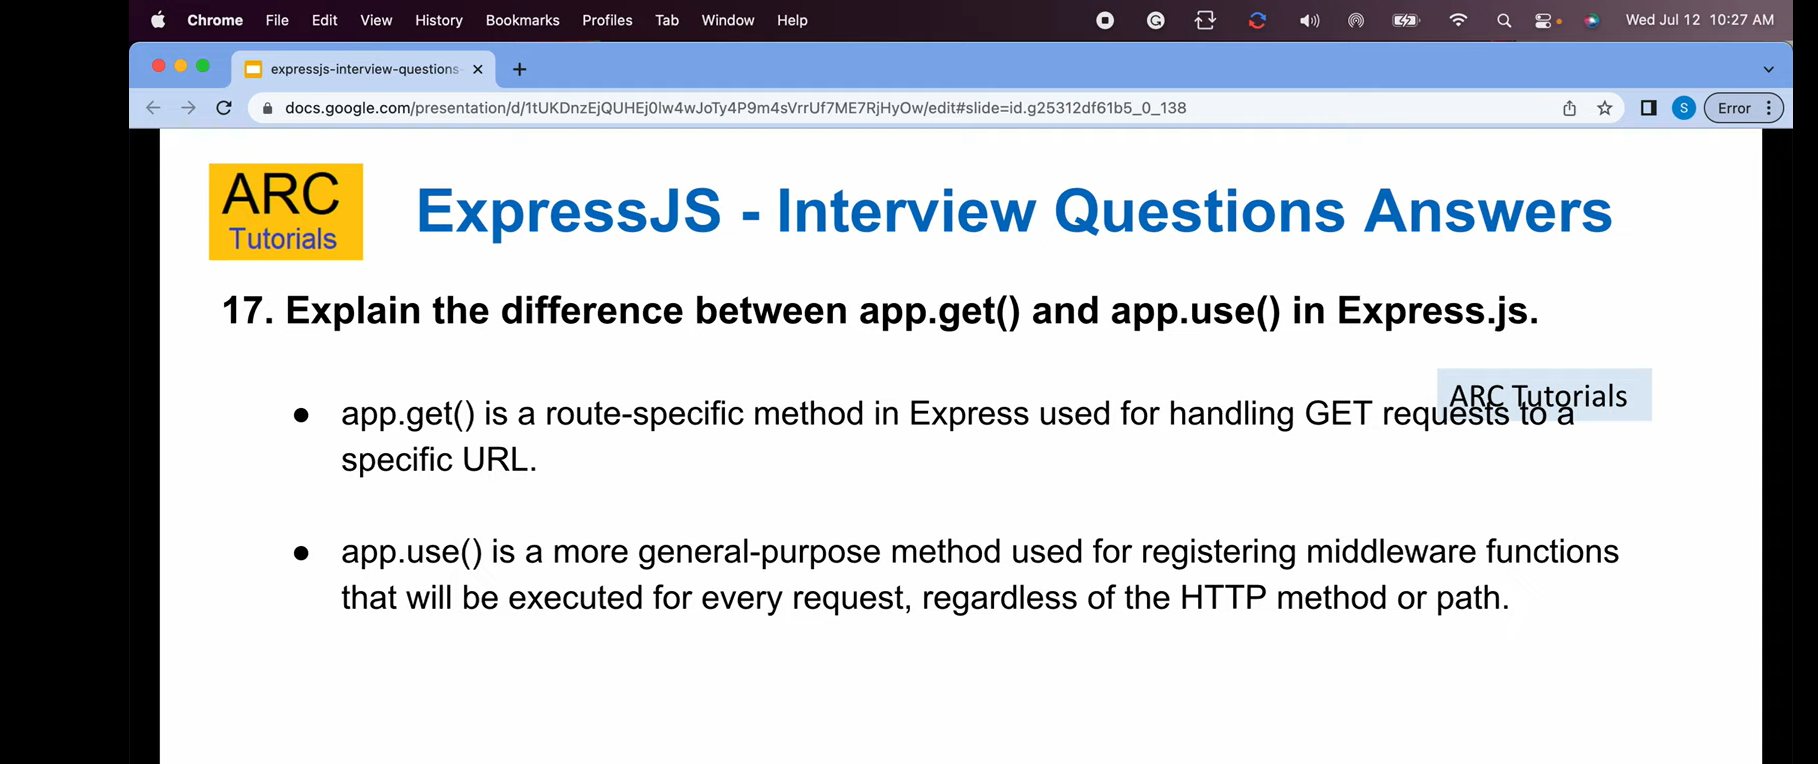 Chrome File Edit View History Bookmarks Profiles Tab Window Help Wed Jul 12 10:27 AM
expressjs-interview-questions-
docs.google.com/presentation/d/1tUKDnzEjQUHEj0lw4wJoTy4P9m4sVrrUf7ME7RjHyOw/edit#slide=id.g25312df61b5_0_138 S Error
ARC
Tutorials
ExpressJS - Interview Questions Answers
17. Explain the difference between app.get() and app.use() in Express.js.
ARC Tutorials
● app.get() is a route-specific method in Express used for handling GET requests to a
specific URL.
● app.use() is a more general-purpose method used for registering middleware functions
that will be executed for every request, regardless of the HTTP method or path.